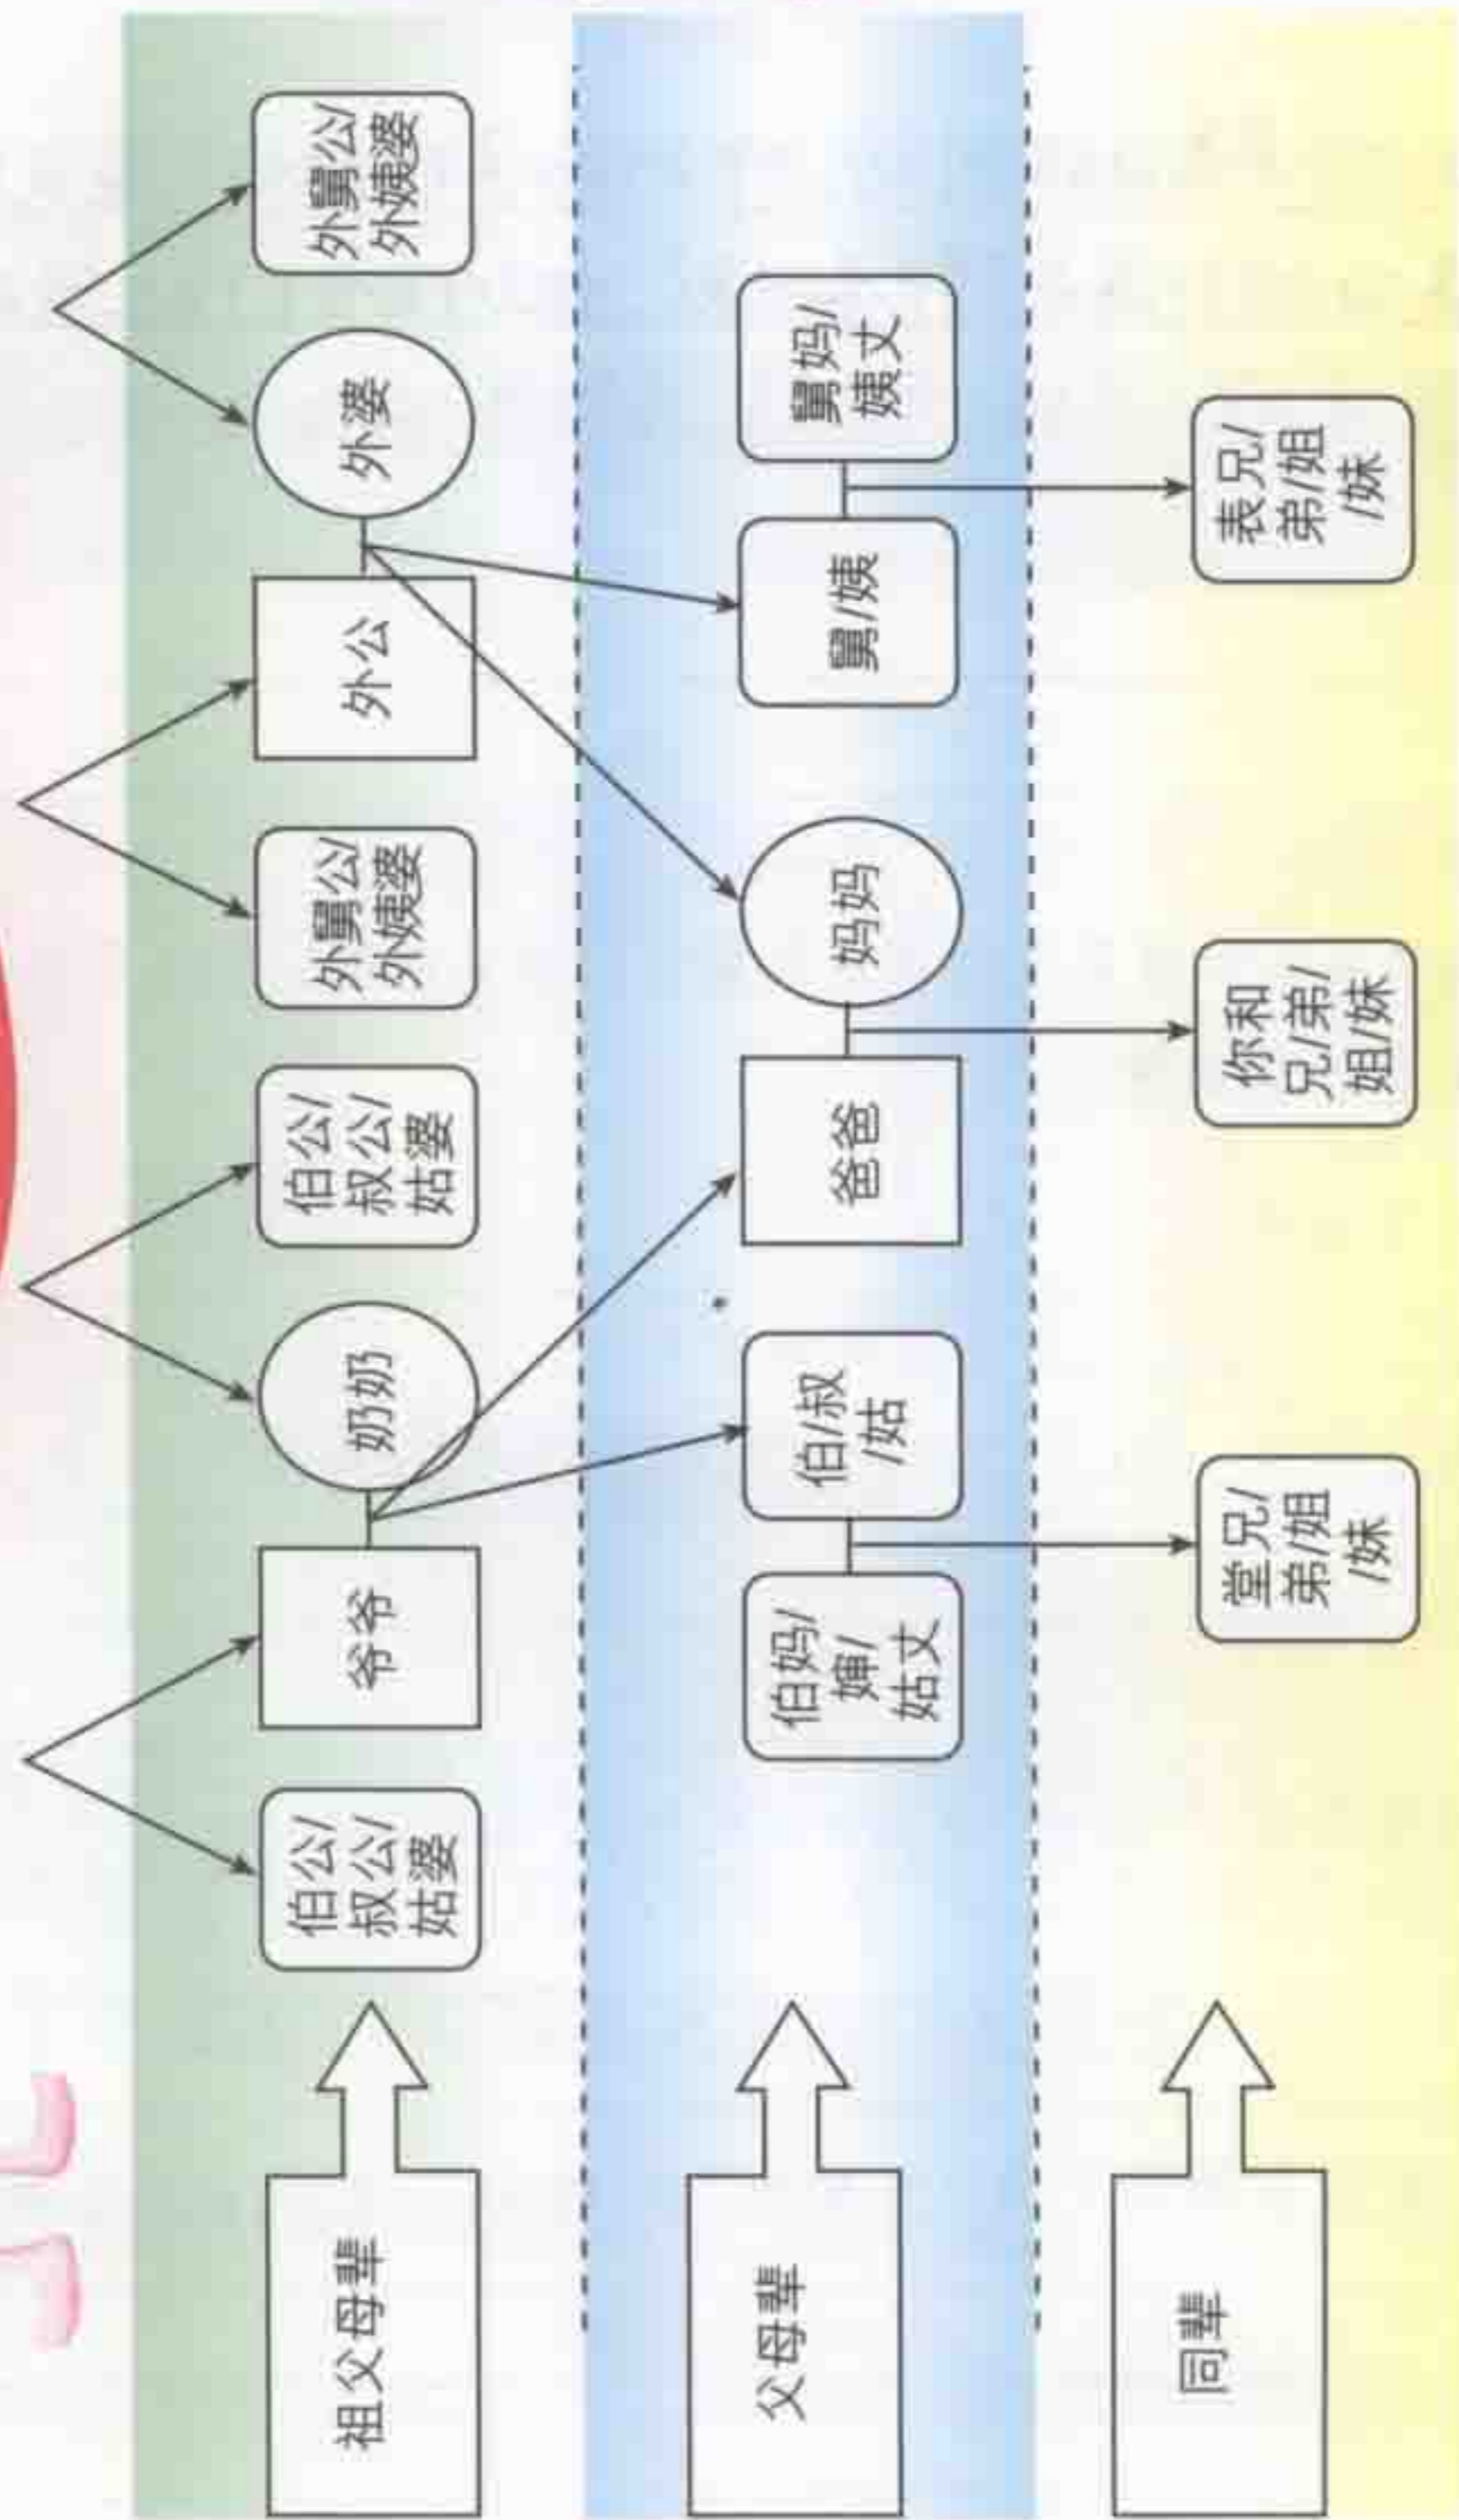 祖父母辈
伯公/
叔公/
姑婆
爷爷
奶奶
伯公/
叔公/
姑婆
外舅公/
外姨婆
外公
外婆
外舅公/
外姨婆
父母辈
伯妈/
婶/
姑丈
伯/叔
/姑
爸爸
妈妈
舅/姨
舅妈/
姨丈
同辈
堂兄/
弟/姐
/妹
你和
兄/弟/
姐/妹
表兄/
弟/姐
/妹